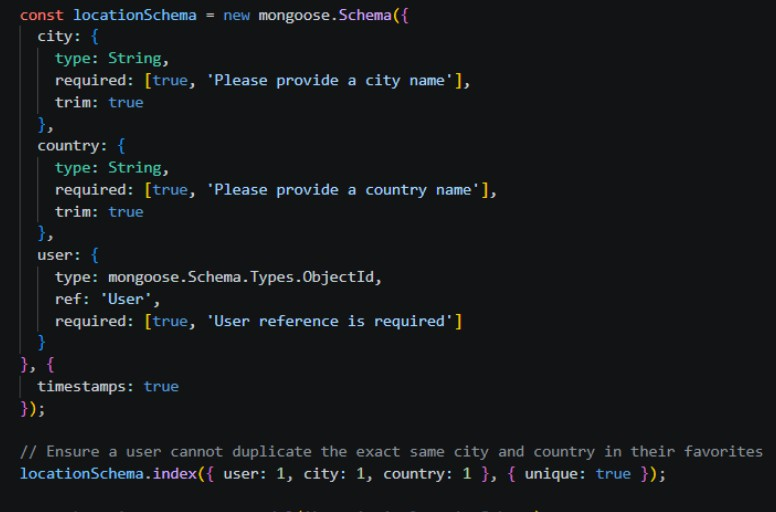 const locationSchema = new mongoose.Schema({
  city: {
    type: String,
    required: [true, 'Please provide a city name'],
    trim: true
  },
  country: {
    type: String,
    required: [true, 'Please provide a country name'],
    trim: true
  },
  user: {
    type: mongoose.Schema.Types.ObjectId,
    ref: 'User',
    required: [true, 'User reference is required']
  }
}, {
  timestamps: true
});

// Ensure a user cannot duplicate the exact same city and country in their favorites
locationSchema.index({ user: 1, city: 1, country: 1 }, { unique: true });